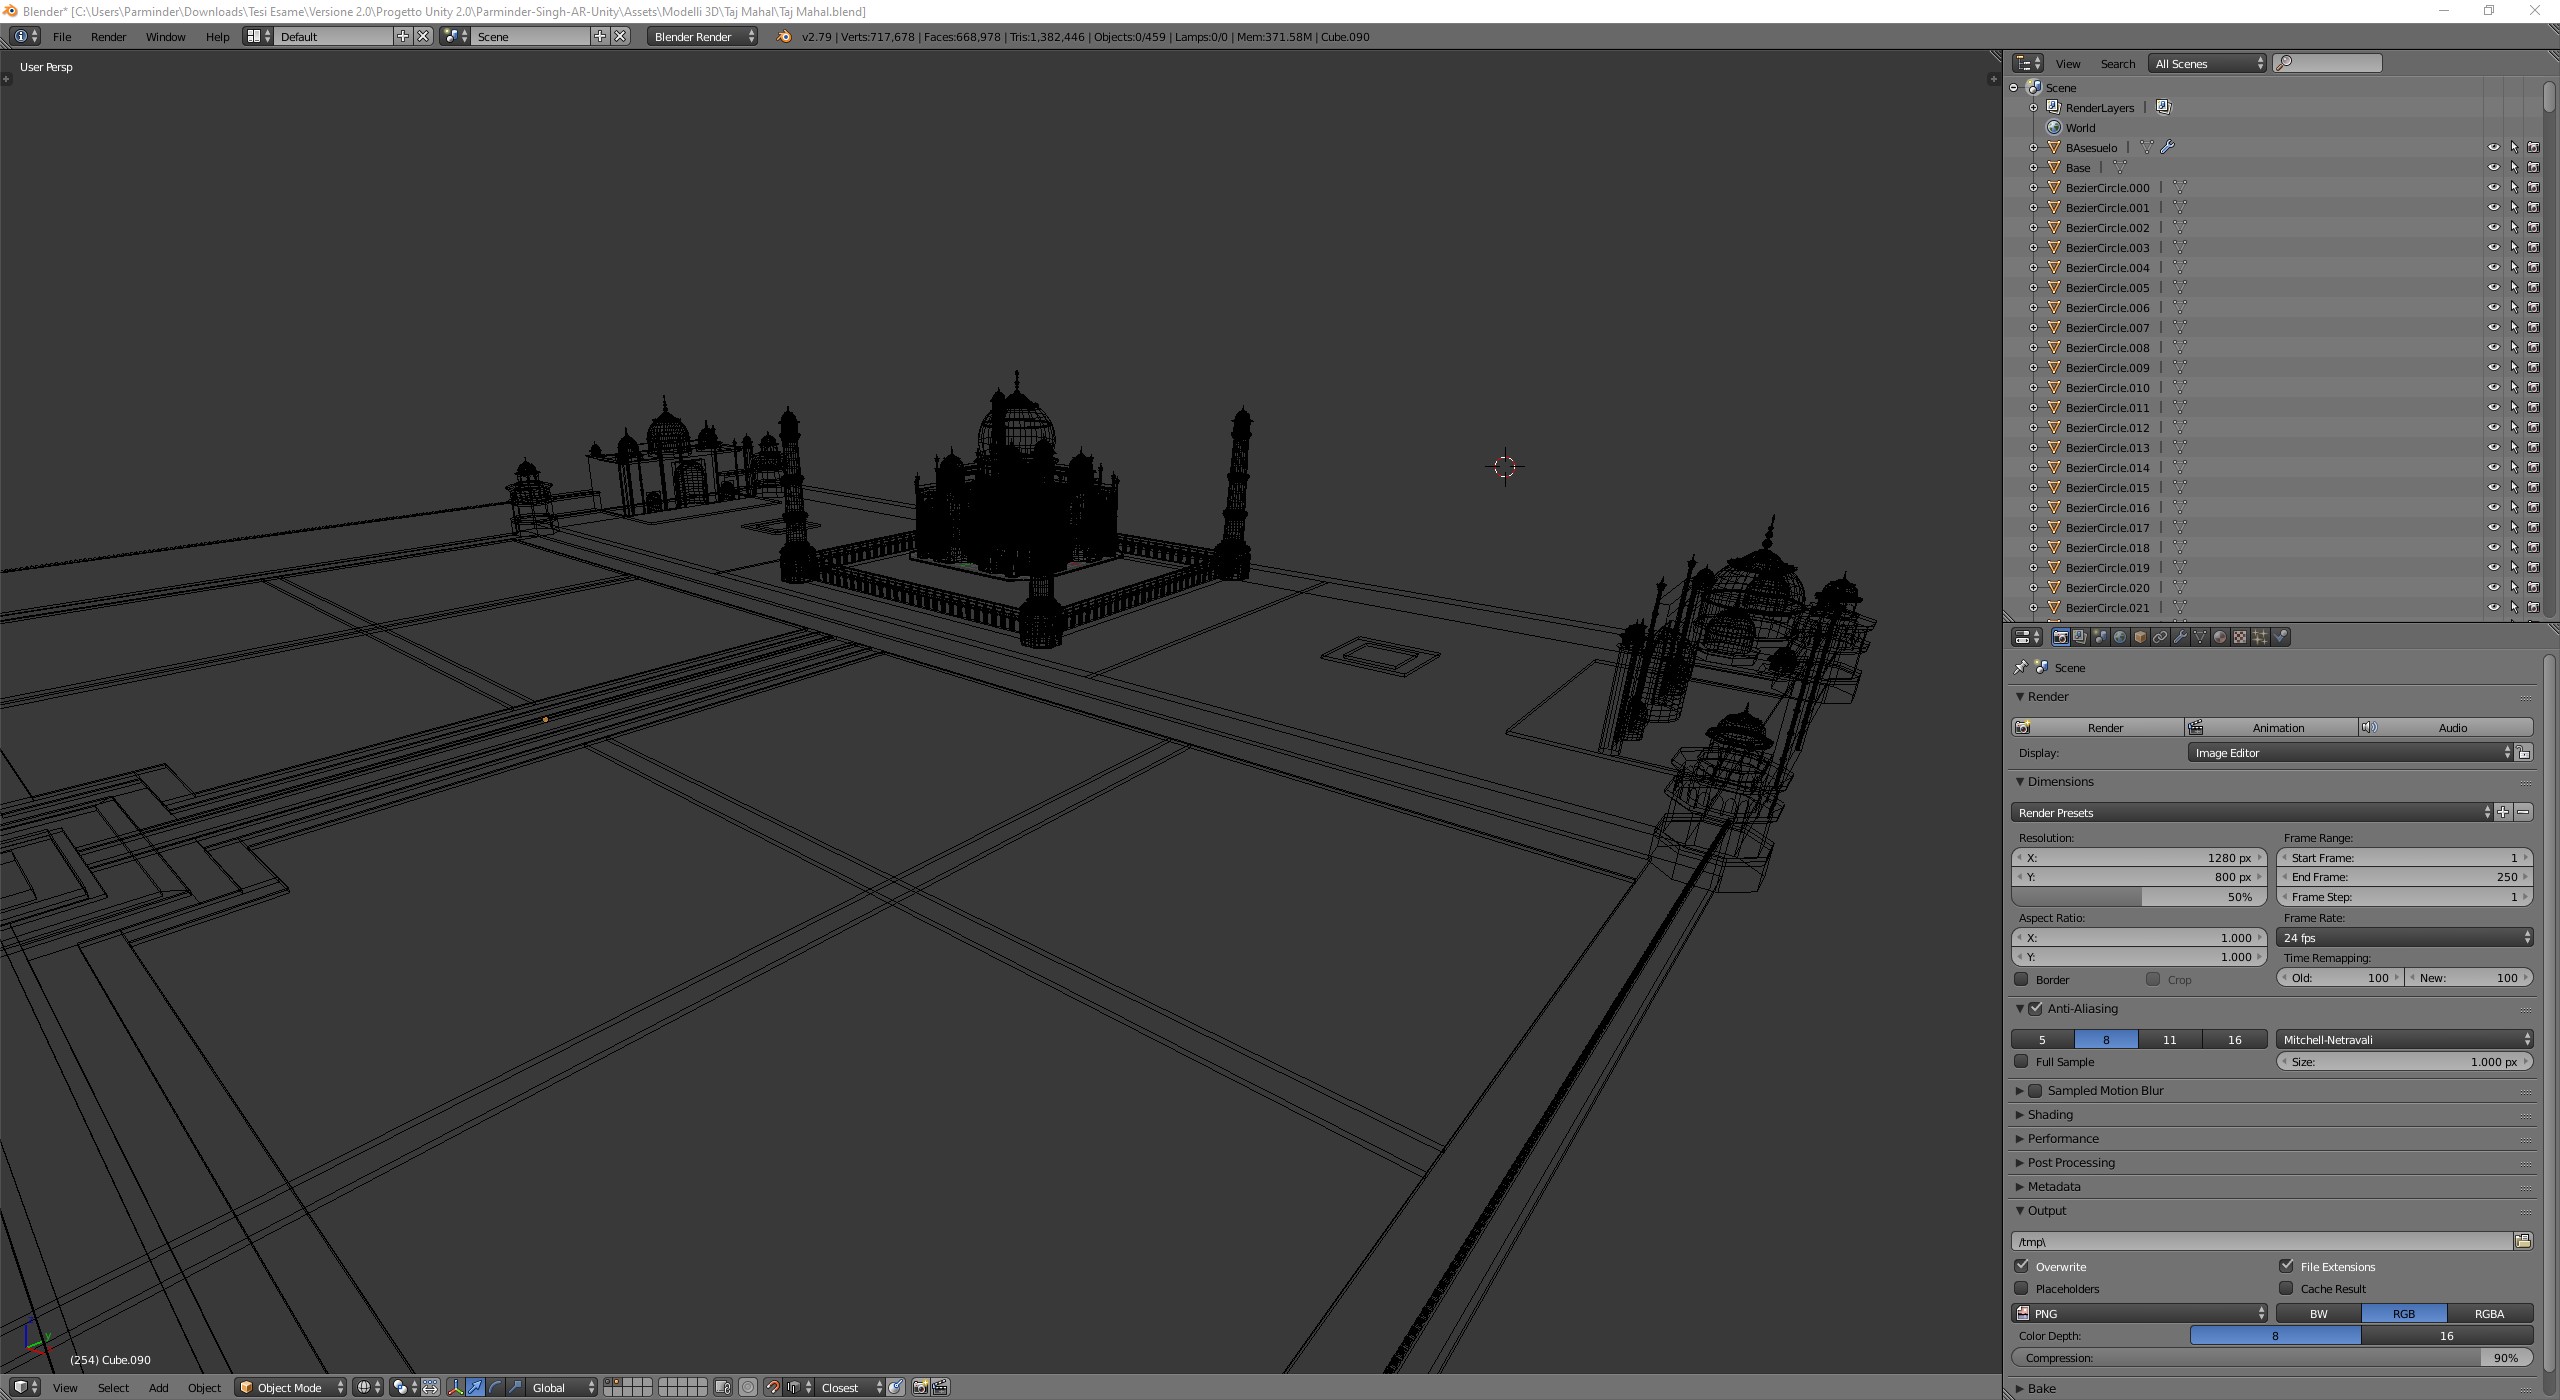 Blender* [C:\Users\Parminder\Downloads\Tesi Esame\Versione 2.0\Progetto Unity 2.0\Parminder-Singh-AR-Unity\Assets\Modelli 3D\Taj Mahal\Taj Mahal.blend]
File Render Window Help Default Scene Blender Render v2.79 | Verts:717,678 | Faces:668,978 | Tris:1,382,446 | Objects:0/459 | Lamps:0/0 | Mem:371.58M | Cube.090
User Persp
View Search All Scenes
Scene
RenderLayers |
World
BAsesuelo |
Base |
BezierCircle.000 |
BezierCircle.001 |
BezierCircle.002 |
BezierCircle.003 |
BezierCircle.004 |
BezierCircle.005 |
BezierCircle.006 |
BezierCircle.007 |
BezierCircle.008 |
BezierCircle.009 |
BezierCircle.010 |
BezierCircle.011 |
BezierCircle.012 |
BezierCircle.013 |
BezierCircle.014 |
BezierCircle.015 |
BezierCircle.016 |
BezierCircle.017 |
BezierCircle.018 |
BezierCircle.019 |
BezierCircle.020 |
BezierCircle.021 |
Scene
Render
Render Animation Audio
Display: Image Editor
Dimensions
Render Presets
Resolution: Frame Range:
X: 1280 px Start Frame: 1
Y: 800 px End Frame: 250
50% Frame Step: 1
Aspect Ratio: Frame Rate:
X: 1.000 24 fps
Y: 1.000 Time Remapping:
Border Crop Old: 100 New: 100
Anti-Aliasing
5 8 11 16 Mitchell-Netravali
Full Sample Size: 1.000 px
Sampled Motion Blur
Shading
Performance
Post Processing
Metadata
Output
/tmp\
Overwrite File Extensions
Placeholders Cache Result
PNG BW RGB RGBA
Color Depth: 8 16
Compression: 90%
Bake
y
(254) Cube.090
View Select Add Object Object Mode Global Closest